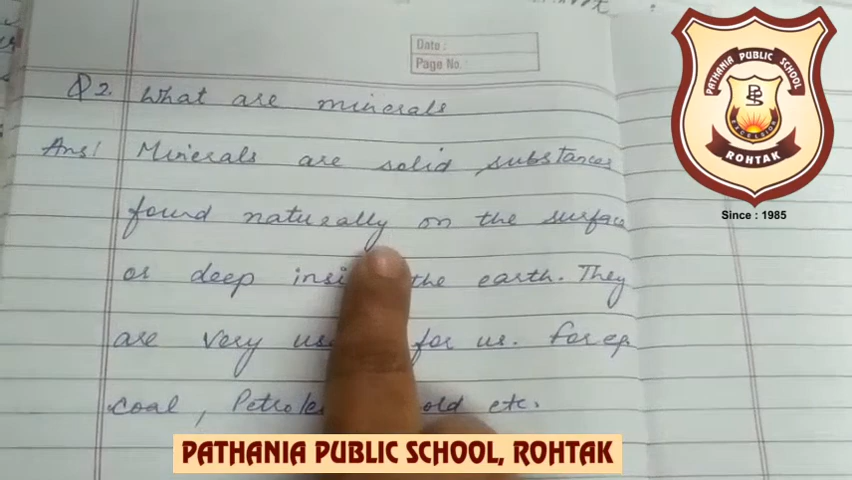 Date :
Page No.
Q2. What are minerals
Ans! Minerals are solid substances
found naturally on the surface
or deep the earth. They
are very for us. For eg.
coal, etc.
PATHANIA PUBLIC SCHOOL
PPS
EXCELSIOR
ROHTAK
Since : 1985
PATHANIA PUBLIC SCHOOL, ROHTAK